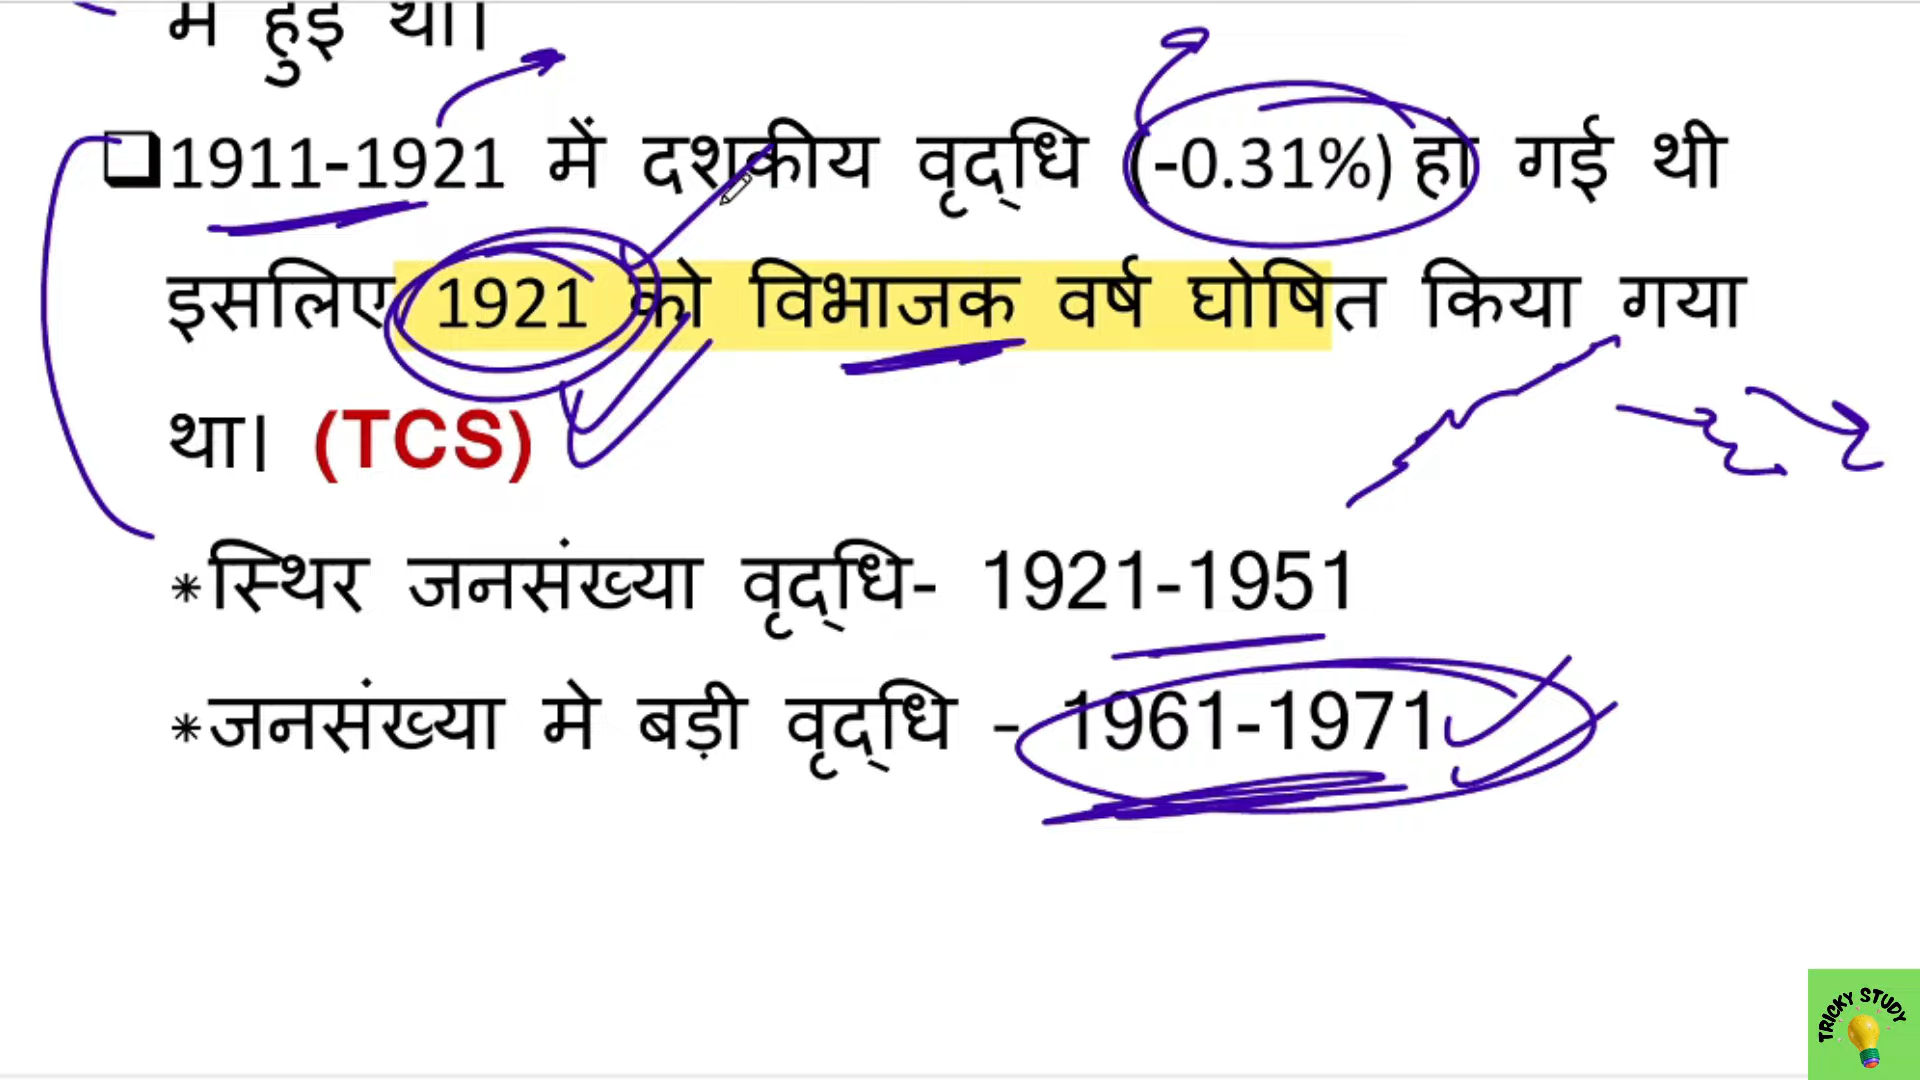 में हुई थी।
❑1911-1921 में दशकीय वृद्धि (-0.31%) हो गई थी
इसलिए 1921 को विभाजक वर्ष घोषित किया गया
था। (TCS)
*स्थिर जनसंख्या वृद्धि- 1921-1951
*जनसंख्या मे बड़ी वृद्धि - 1961-1971
TRICKY STUDY